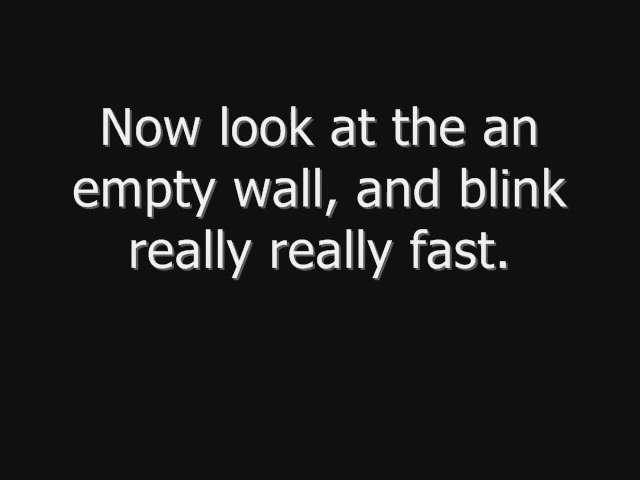 Now look at the an
empty wall, and blink
really really fast.